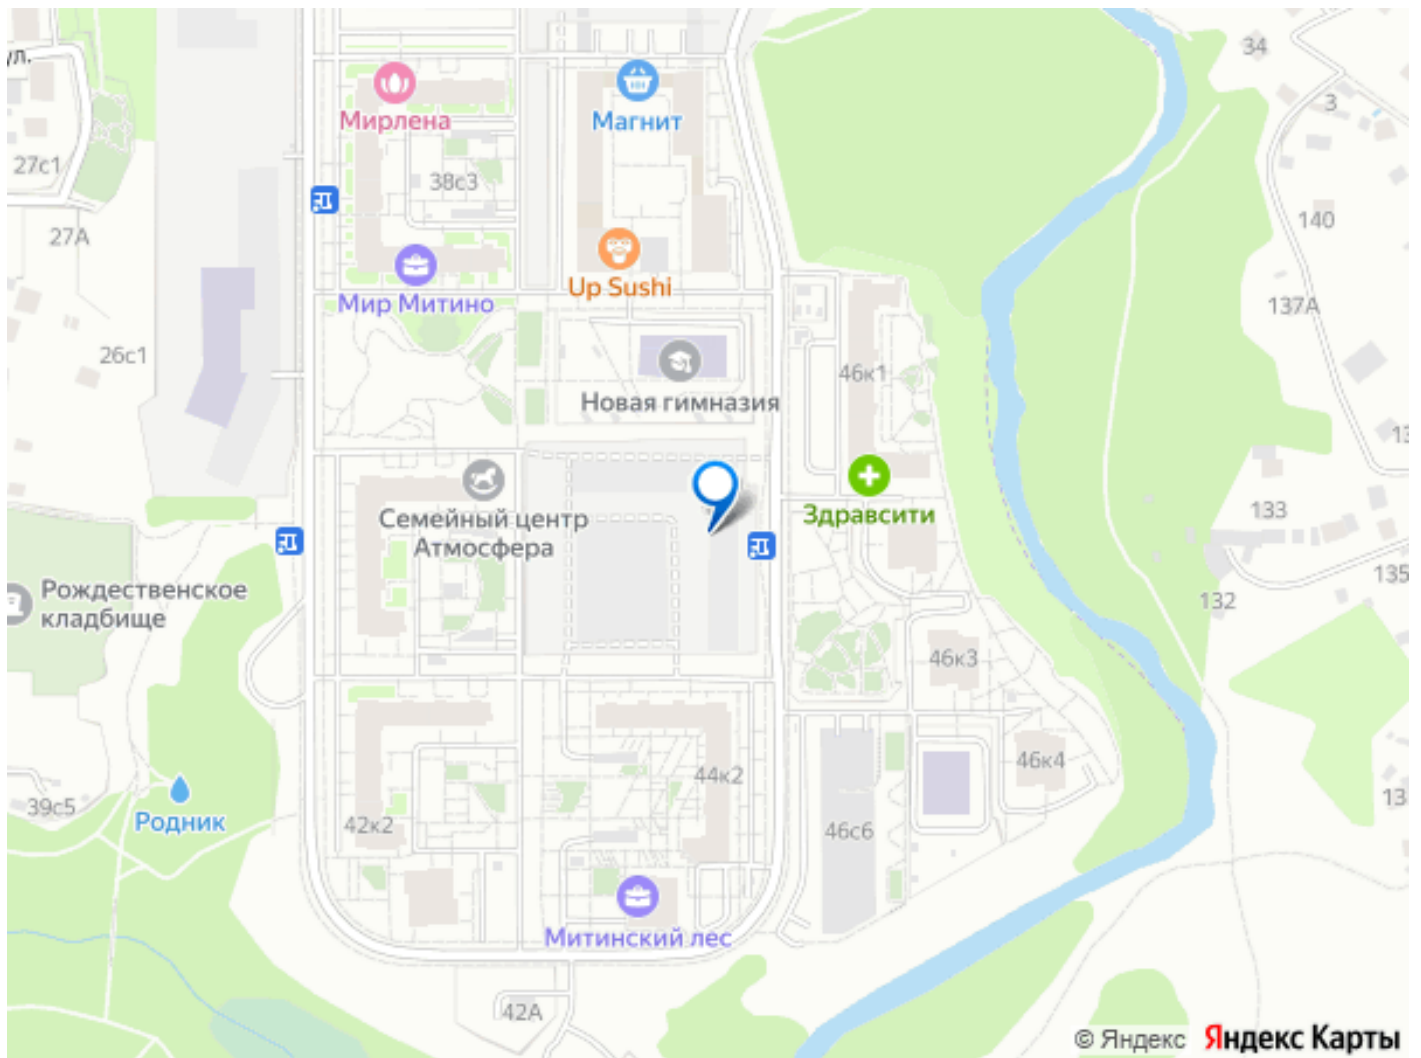 ул.
34
3
Мирлена
Магнит
27с1
38с3
140
27А
Up Sushi
Мир Митино
137А
26с1
46к1
Новая гимназия
13
Семейный центр
Атмосфера
Здравсити
133
135
Рождественское
кладбище
132
46к3
44к2
46к4
39с5
Родник
42к2
46с6
13
Митинский лес
42А
© Яндекс Яндекс Карты